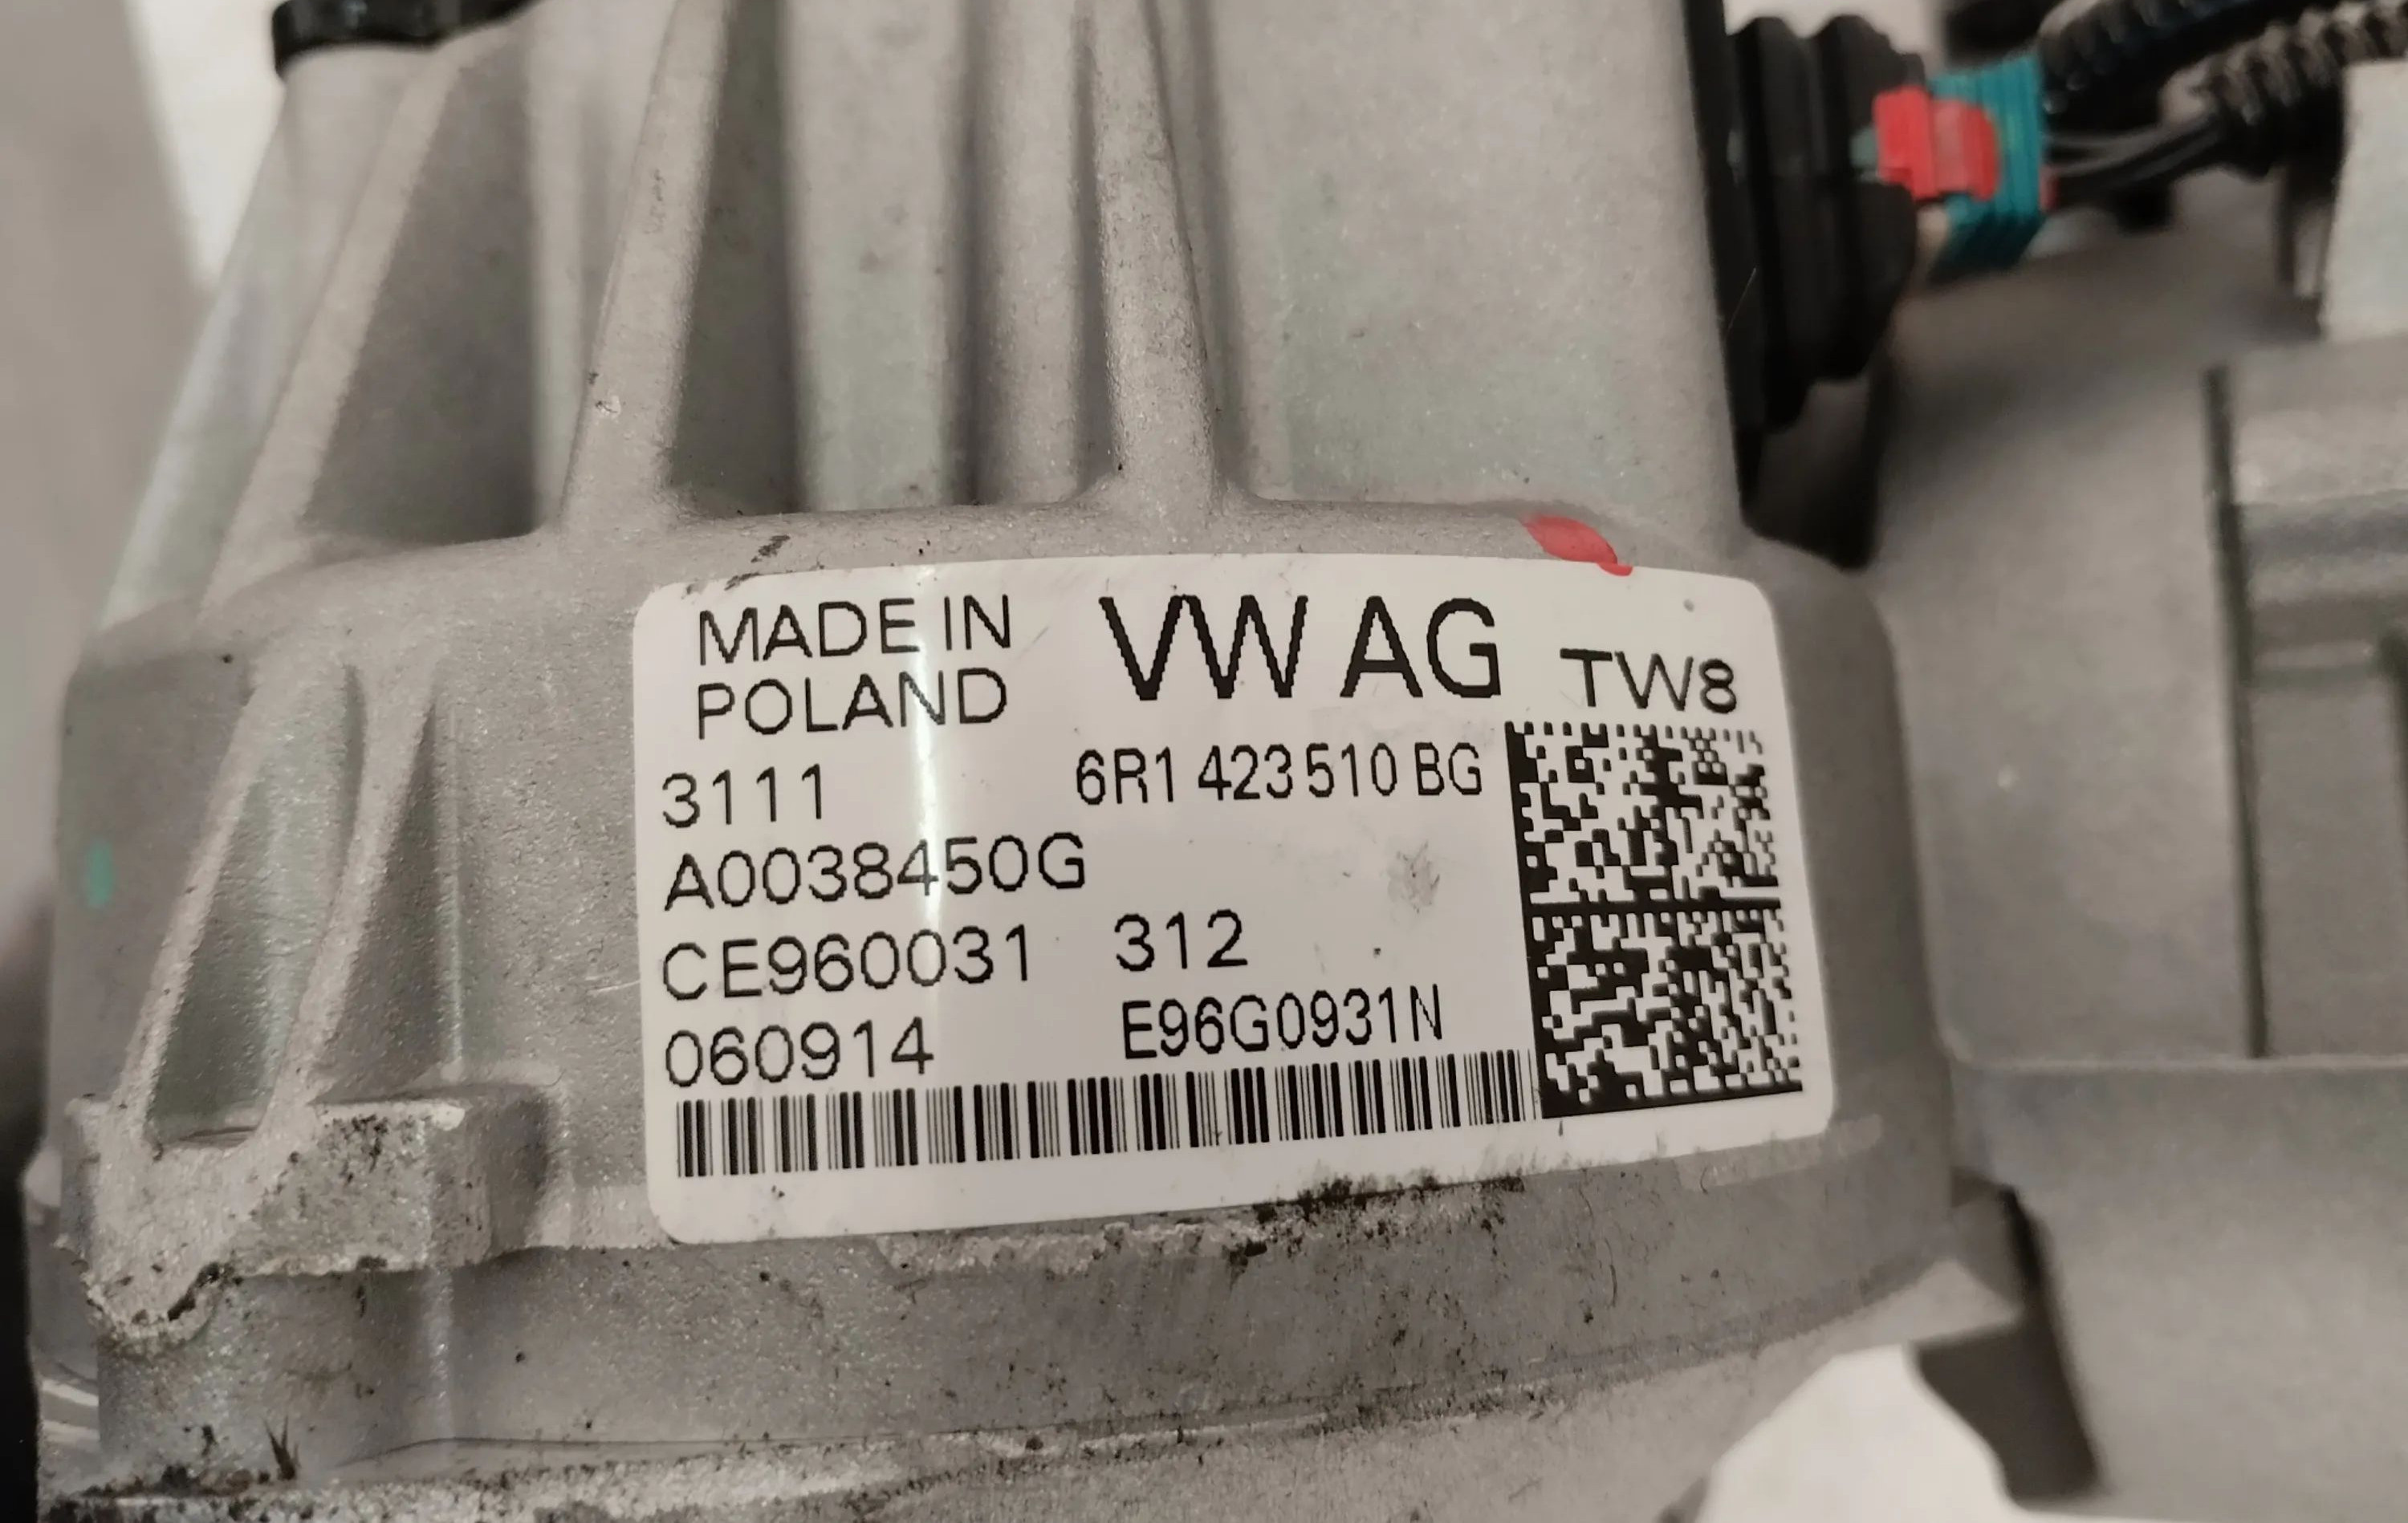 MADE IN
POLAND
VW AG
TW8
3111
6R1 423 510 BG
A0038450G
CE960031 312
060914 E96G0931N